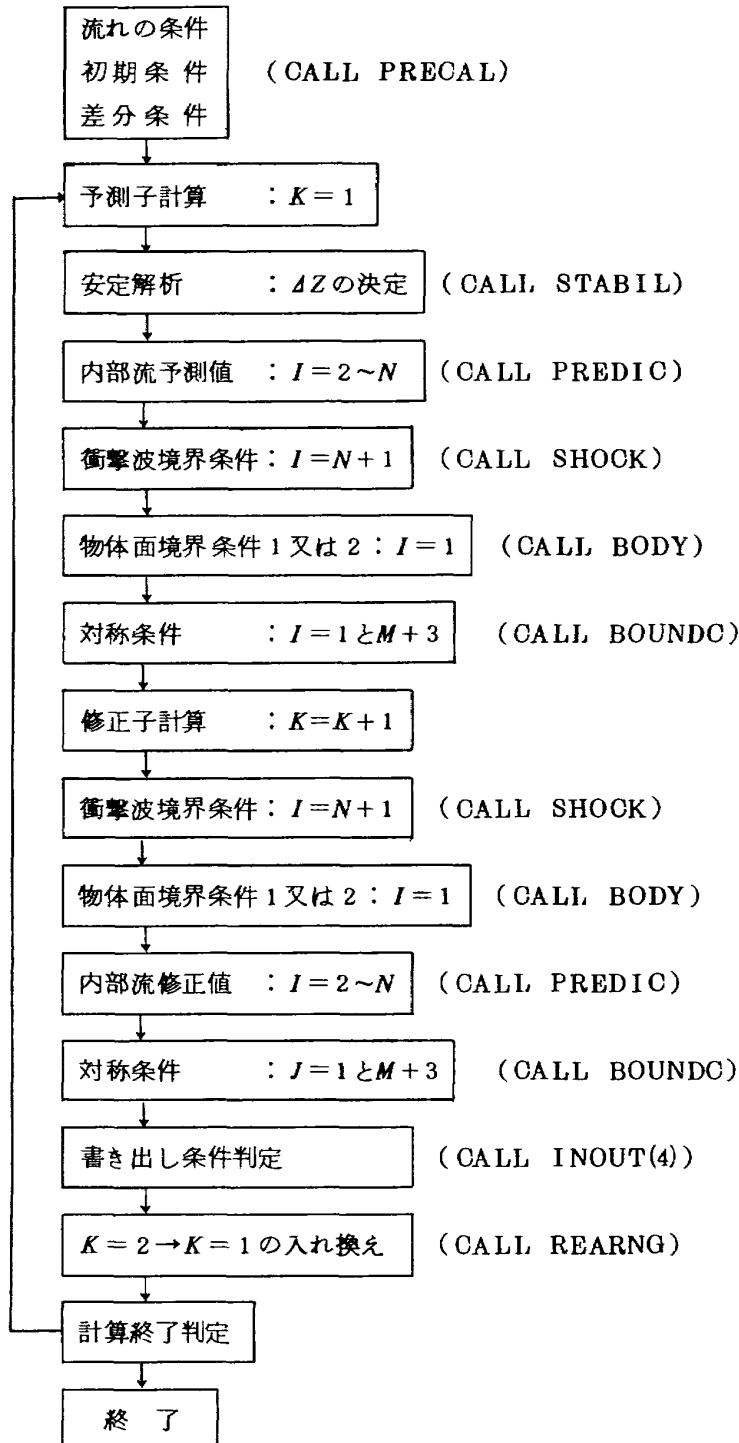 流れの条件
初期条件 (CALL PRECAL)
差分条件
予測子計算 : K=1
安定解析 : ΔZの決定 (CALL STABIL)
内部流予測値 : I=2~N (CALL PREDIC)
衝撃波境界条件: I=N+1 (CALL SHOCK)
物体面境界条件1又は2: I=1 (CALL BODY)
対称条件 : I=1とM+3 (CALL BOUNDC)
修正子計算 : K=K+1
衝撃波境界条件: I=N+1 (CALL SHOCK)
物体面境界条件1又は2: I=1 (CALL BODY)
内部流修正値 : I=2~N (CALL PREDIC)
対称条件 : J=1とM+3 (CALL BOUNDC)
書き出し条件判定 (CALL INOUT(4))
K=2→K=1の入れ換え (CALL REARNG)
計算終了判定
終了